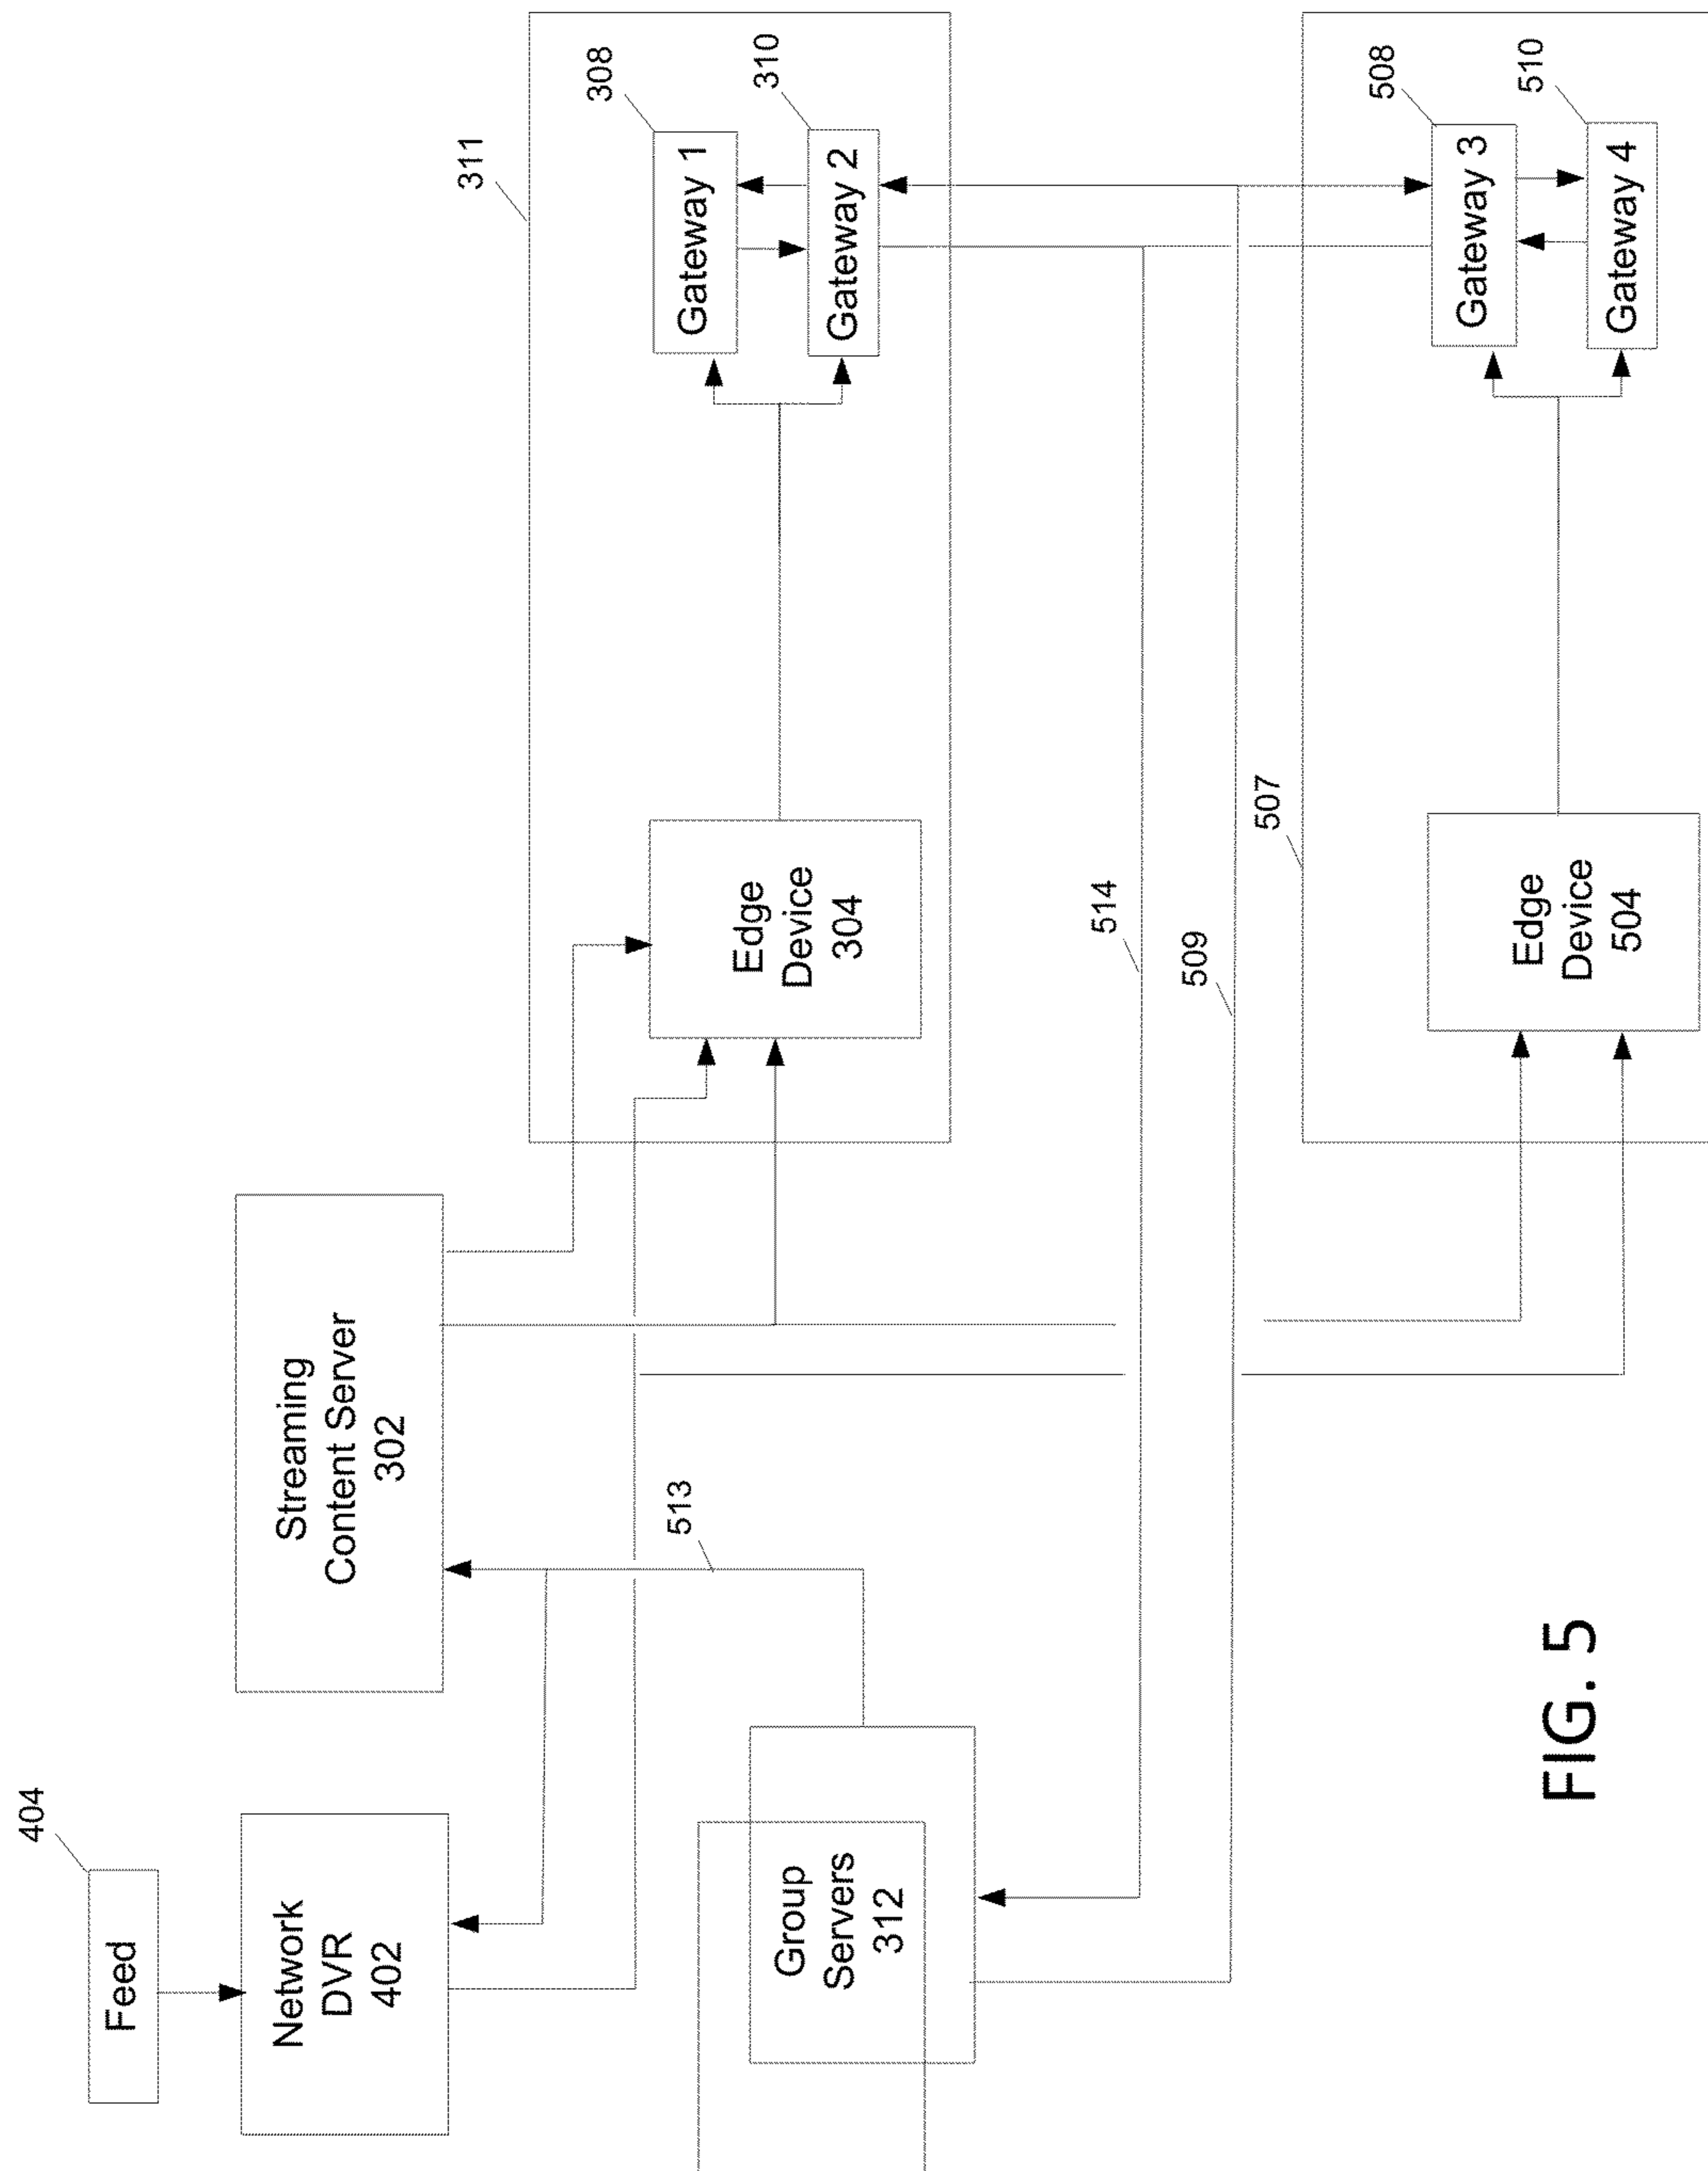 404
Feed
Network
DVR
402
Streaming
Content Server
302
513
Group
Servers
312
311
Edge
Device
304
308
Gateway 1
310
Gateway 2
514
509
507
Edge
Device
504
508
Gateway 3
510
Gateway 4
FIG. 5